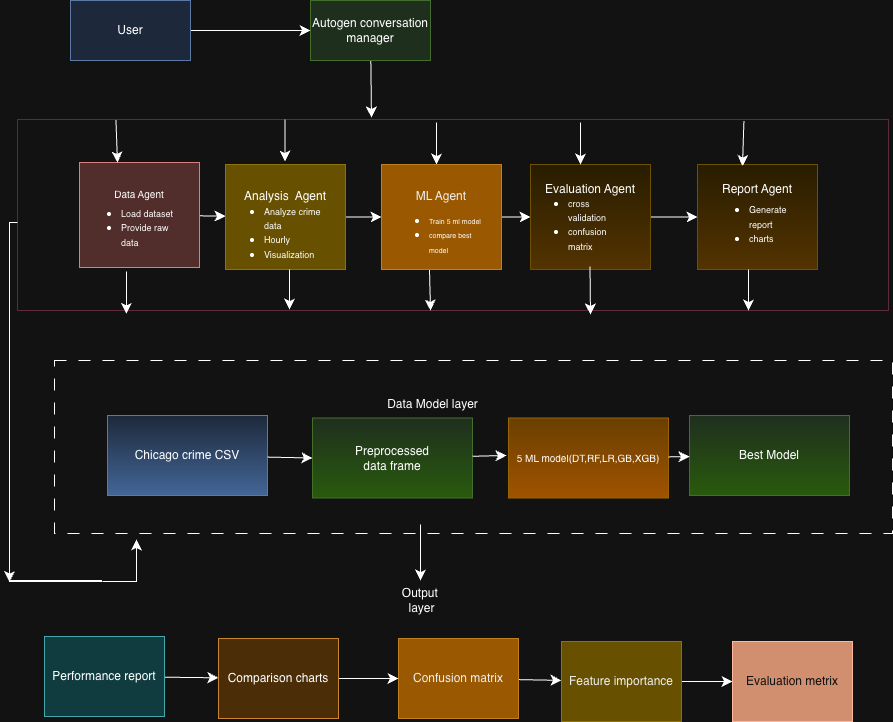 User
Autogen conversation
manager
Data Agent
Load dataset
Provide raw
data
Analysis Agent
Analyze crime
data
Hourly
Visualization
ML Agent
Train 5 ml model
compare best
model
Evaluation Agent
cross
validation
confusion
matrix
Report Agent
Generate
report
charts
Data Model layer
Chicago crime CSV
Preprocessed
data frame
5 ML model(DT,RF,LR,GB,XGB)
Best Model
Output
layer
Performance report
Comparison charts
Confusion matrix
Feature importance
Evaluation metrix